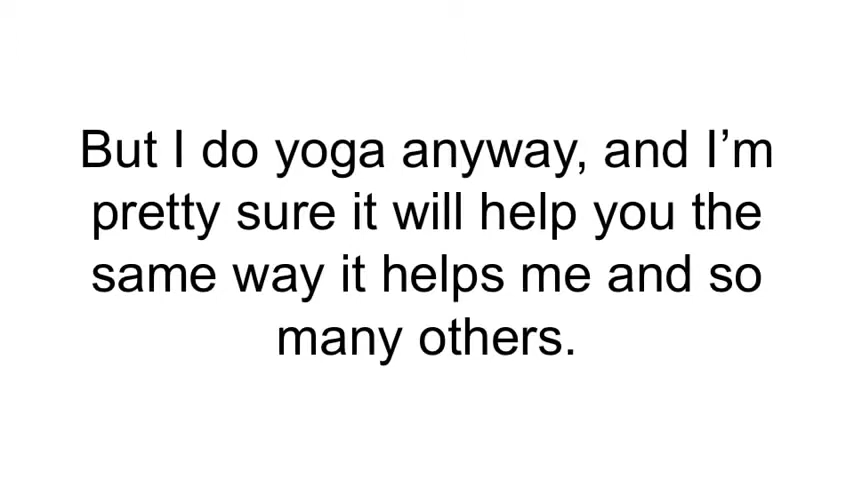 But I do yoga anyway, and I’m
pretty sure it will help you the
same way it helps me and so
many others.